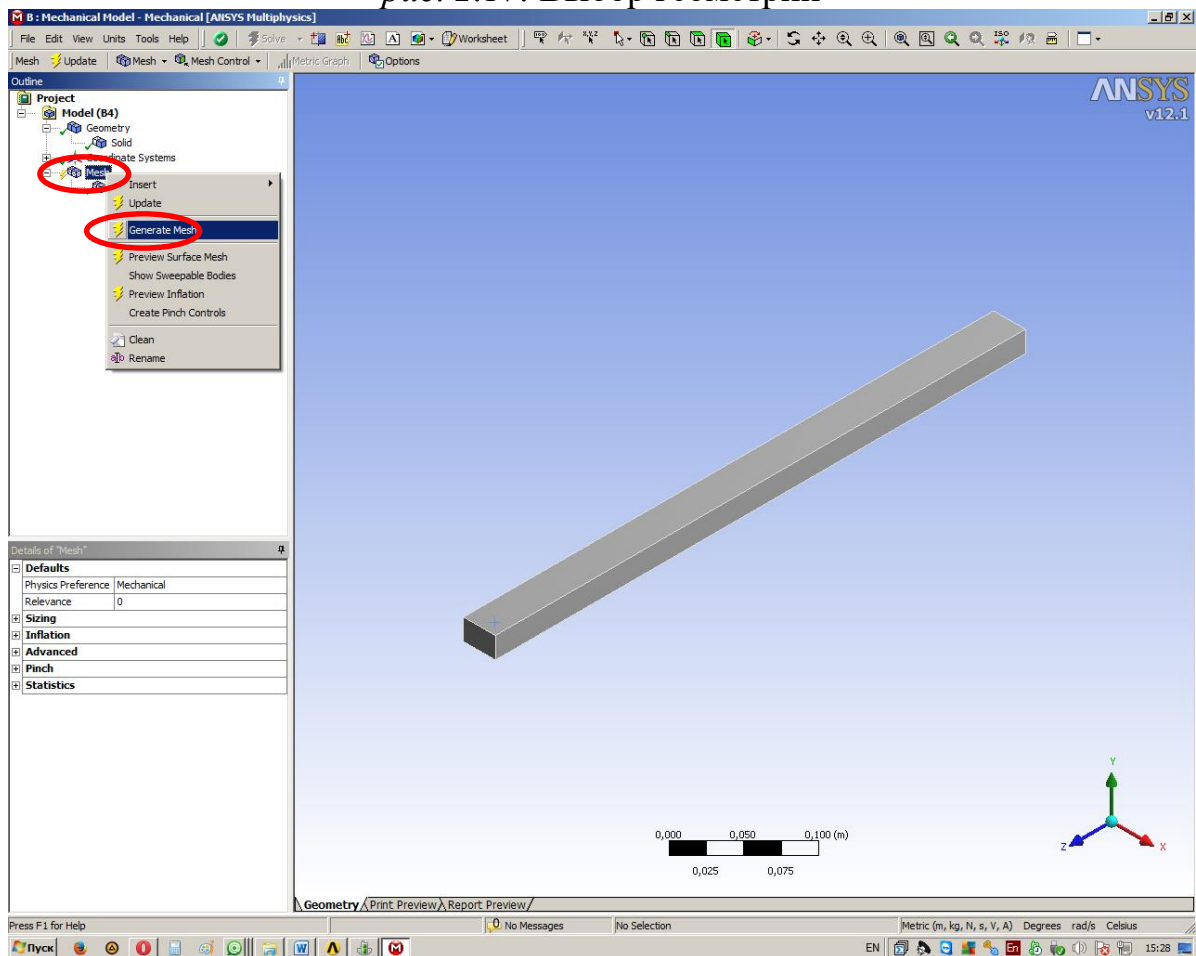 B : Mechanical Model - Mechanical [ANSYS Multiphysics]
File Edit View Units Tools Help Solve Worksheet
Mesh Update Mesh Mesh Control Metric Graph Options
Outline
Project
Model (B4)
Geometry
Solid
Coordinate Systems
Mesh
Insert
Update
Generate Mesh
Preview Surface Mesh
Show Sweepable Bodies
Preview Inflation
Create Pinch Controls
Clean
Rename
ANSYS
v12.1
Details of "Mesh"
Defaults
Physics Preference Mechanical
Relevance 0
Sizing
Inflation
Advanced
Pinch
Statistics
Y
Z
X
0,000 0,050 0,100 (m)
0,025 0,075
Geometry Print Preview Report Preview
Press F1 for Help No Messages No Selection Metric (m, kg, N, s, V, A) Degrees rad/s Celsius
Пуск EN En 15:28